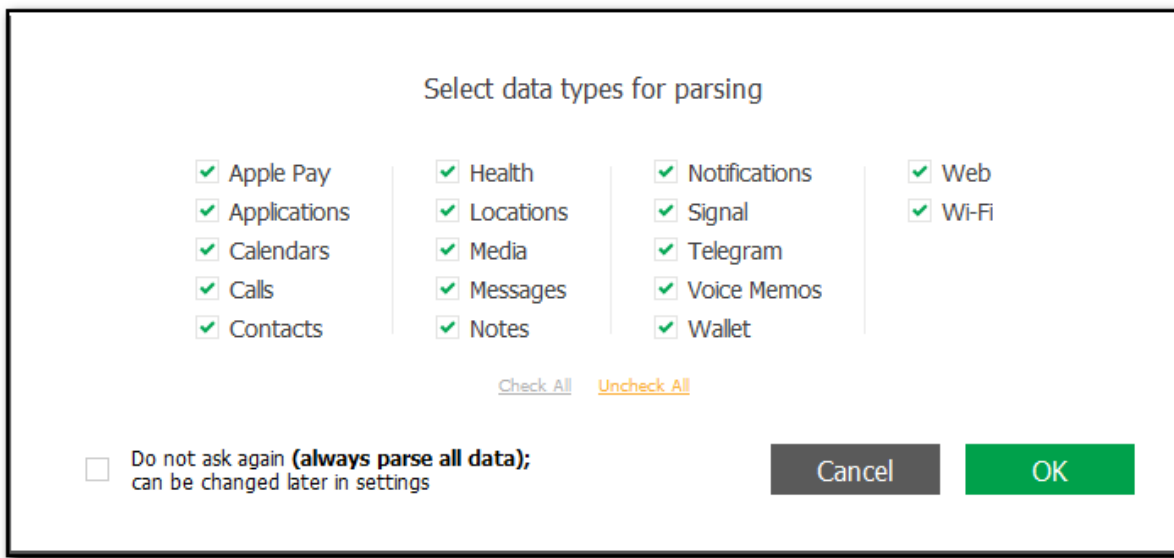 Select data types for parsing
Apple Pay
Applications
Calendars
Calls
Contacts
Health
Locations
Media
Messages
Notes
Notifications
Signal
Telegram
Voice Memos
Wallet
Web
Wi-Fi
Check All Uncheck All
Do not ask again (always parse all data);
can be changed later in settings
Cancel OK